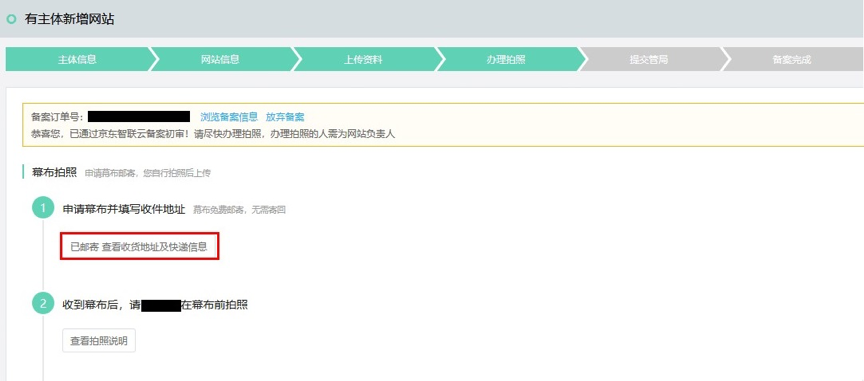 有主体新增网站
主体信息 网站信息 上传资料 办理拍照 提交管局 备案完成
备案订单号： 浏览备案信息 放弃备案
恭喜您，已通过京东智联云备案初审！请尽快办理拍照，办理拍照的人需为网站负责人
幕布拍照 申请幕布邮寄，您自行拍照后上传
1 申请幕布并填写收件地址 幕布免费邮寄，无需寄回
已邮寄 查看收货地址及快递信息
2 收到幕布后，请 在幕布前拍照
查看拍照说明